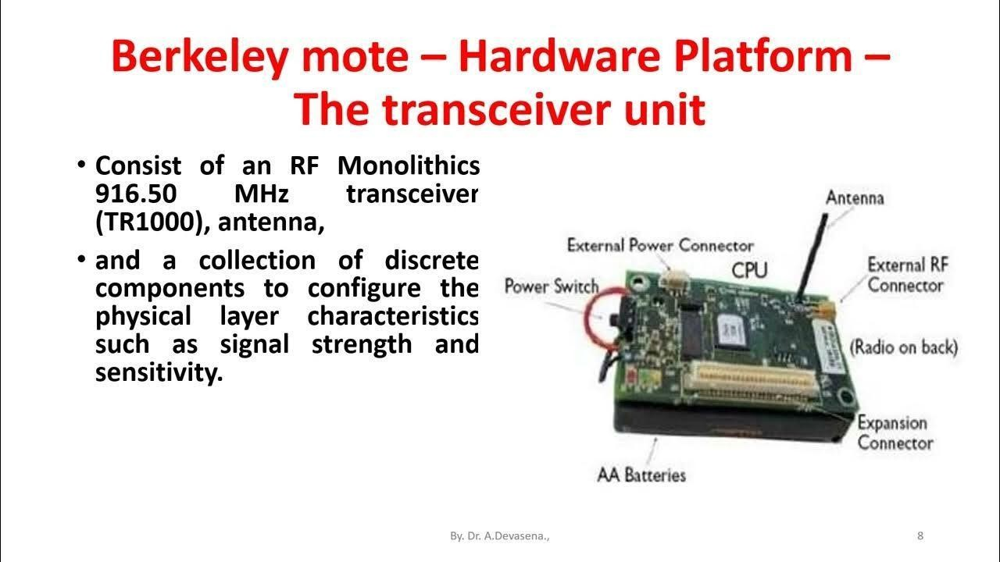 Berkeley mote – Hardware Platform –
The transceiver unit
• Consist of an RF Monolithics
916.50 MHz transceiver
(TR1000), antenna,
• and a collection of discrete
components to configure the
physical layer characteristics
such as signal strength and
sensitivity.
Antenna
External Power Connector
CPU
External RF
Connector
Power Switch
(Radio on back)
Expansion
Connector
AA Batteries
By. Dr. A.Devasena.,
8